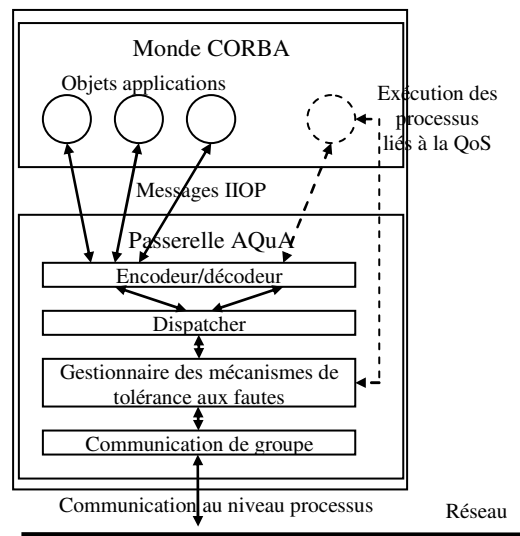 Monde CORBA
Objets applications
Exécution des
processus
liés à la QoS
Messages IIOP
Passerelle AQuA
Encodeur/décodeur
Dispatcher
Gestionnaire des mécanismes de
tolérance aux fautes
Communication de groupe
Communication au niveau processus
Réseau